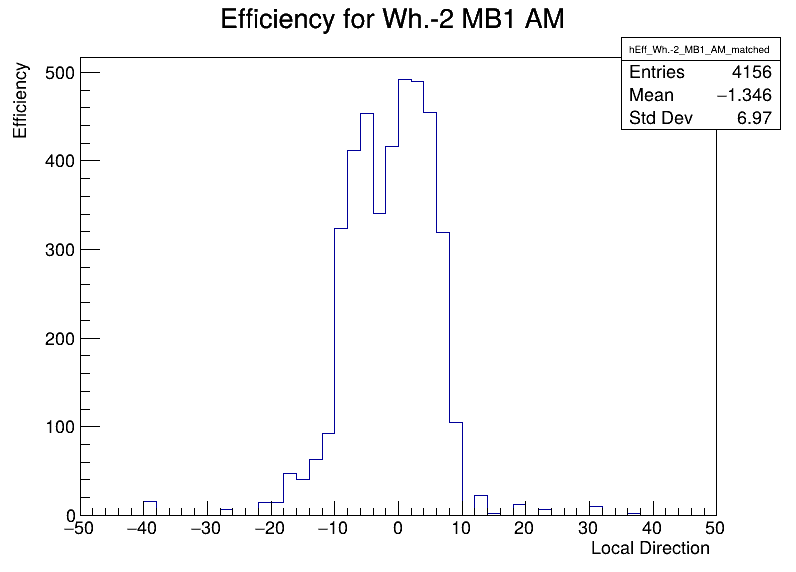 Efficiency for Wh.-2 MB1 AM
hEff_Wh.-2_MB1_AM_matched
Entries 4156
Mean −1.346
Std Dev 6.97
Efficiency
500
400
300
200
100
0
−50 −40 −30 −20 −10 0 10 20 30 40 50
Local Direction